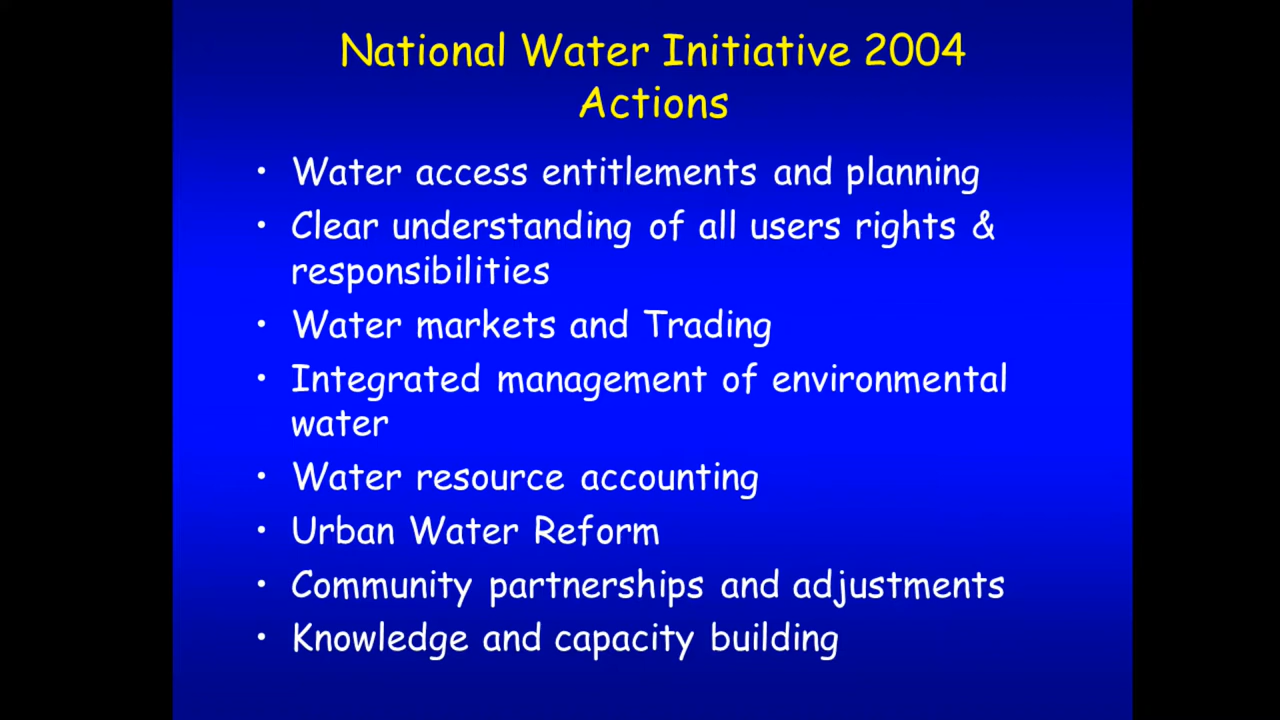 National Water Initiative 2004
Actions
• Water access entitlements and planning
• Clear understanding of all users rights &
responsibilities
• Water markets and Trading
• Integrated management of environmental
water
• Water resource accounting
• Urban Water Reform
• Community partnerships and adjustments
• Knowledge and capacity building